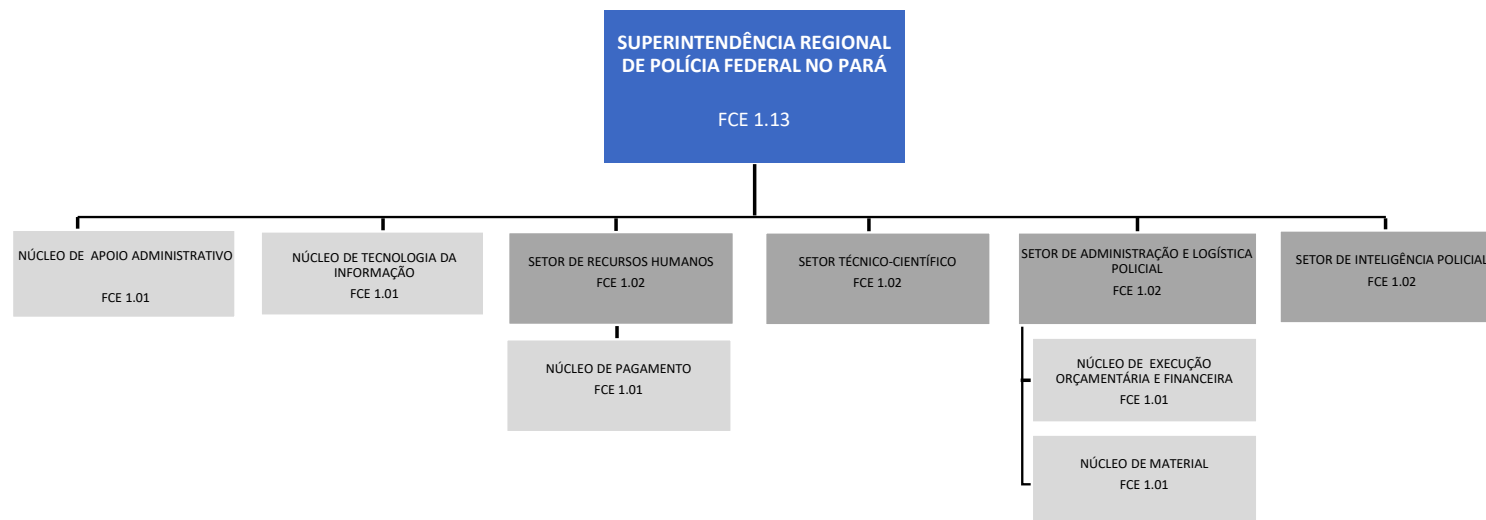 SUPERINTENDÊNCIA REGIONAL
DE POLÍCIA FEDERAL NO PARÁ
FCE 1.13
NÚCLEO DE APOIO ADMINISTRATIVO
FCE 1.01
NÚCLEO DE TECNOLOGIA DA
INFORMAÇÃO
FCE 1.01
SETOR DE RECURSOS HUMANOS
FCE 1.02
SETOR TÉCNICO-CIENTÍFICO
FCE 1.02
SETOR DE ADMINISTRAÇÃO E LOGÍSTICA
POLICIAL
FCE 1.02
SETOR DE INTELIGÊNCIA POLICIAL
FCE 1.02
NÚCLEO DE PAGAMENTO
FCE 1.01
NÚCLEO DE EXECUÇÃO
ORÇAMENTÁRIA E FINANCEIRA
FCE 1.01
NÚCLEO DE MATERIAL
FCE 1.01